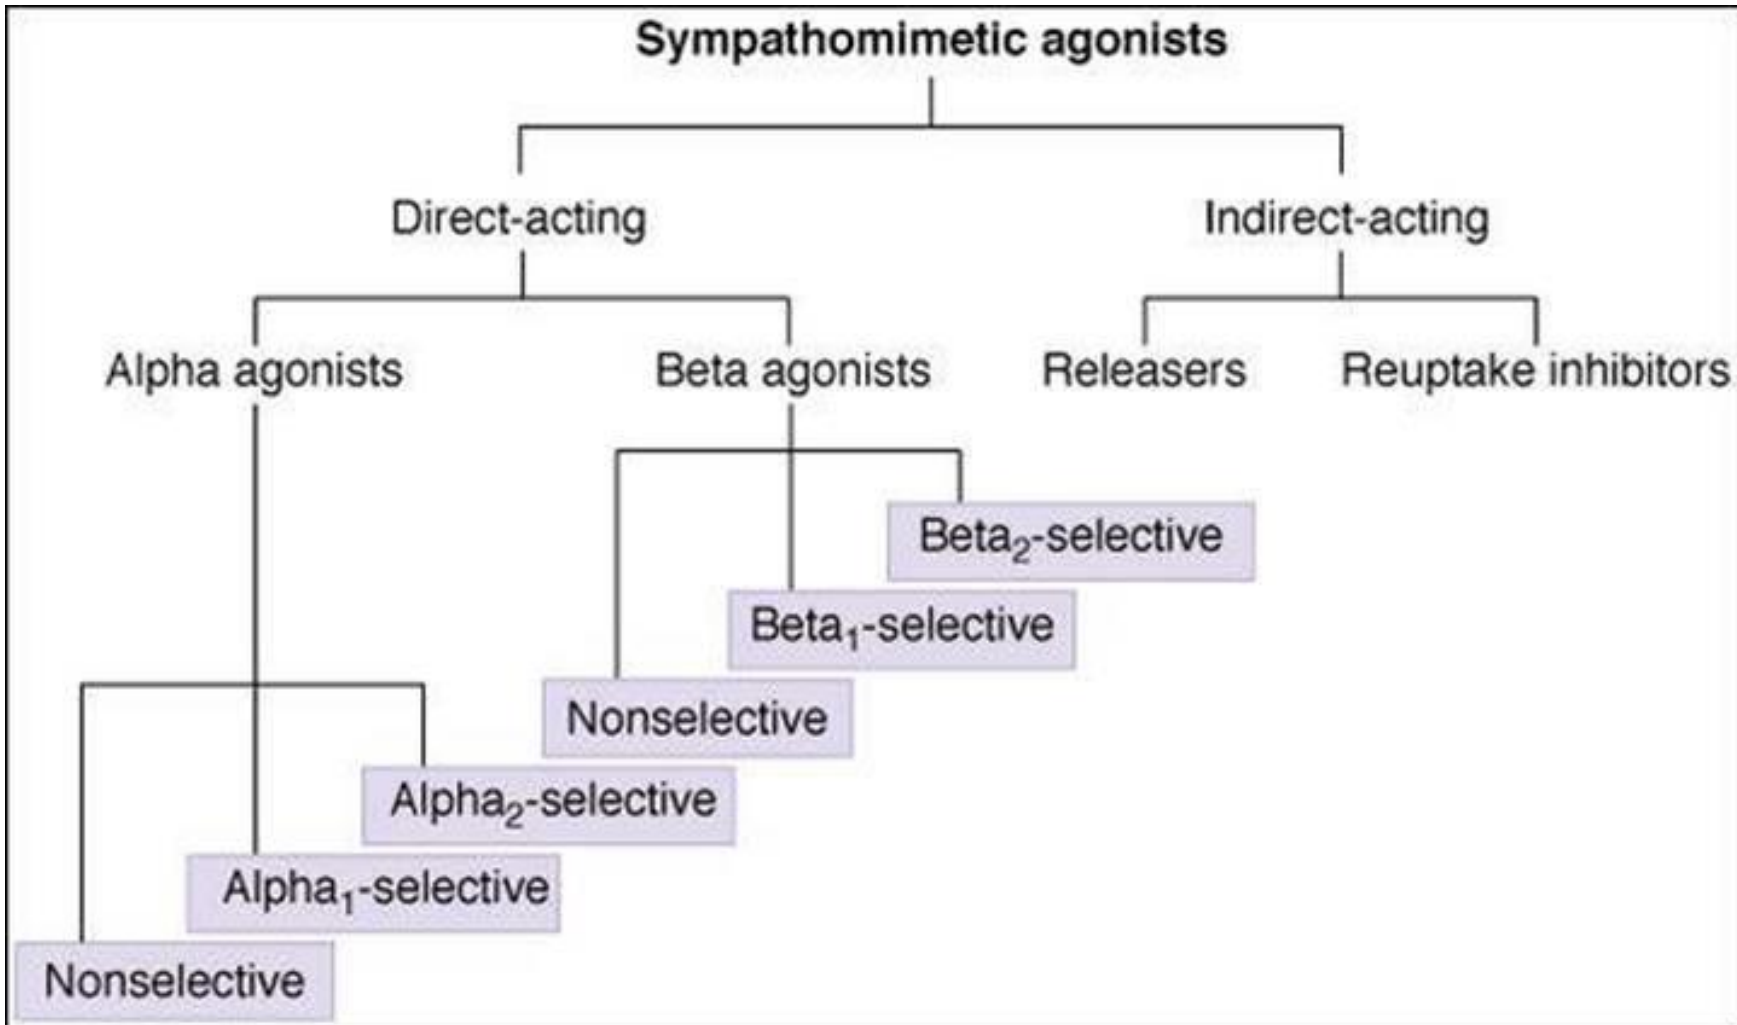 Sympathomimetic agonists
Direct-acting
Indirect-acting
Alpha agonists
Beta agonists
Releasers
Reuptake inhibitors
Beta₂-selective
Beta₁-selective
Nonselective
Alpha₂-selective
Alpha₁-selective
Nonselective